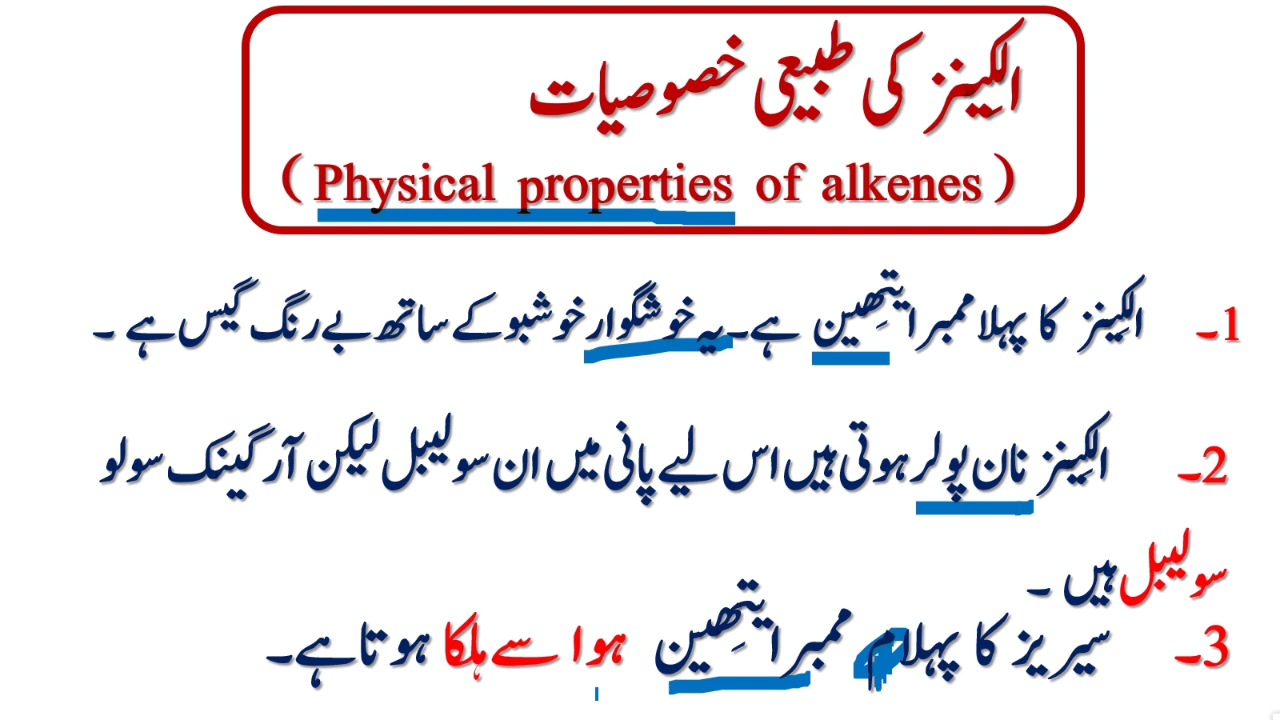 الکینز کی طبیعی خصوصیات
( Physical properties of alkenes )
1۔ الکینز کا پہلا ممبر ایتھین ہے۔ یہ خوشگوار خوشبو کے ساتھ بے رنگ گیس ہے ۔
2۔ الکینز نان پولر ہوتی ہیں اس لیے پانی میں ان سولیبل لیکن آرگینک سولو
سولیبل ہیں ۔
3۔ سیریز کا پہلا م ممبر ایتھین ہوا سے ہلکا ہوتا ہے۔